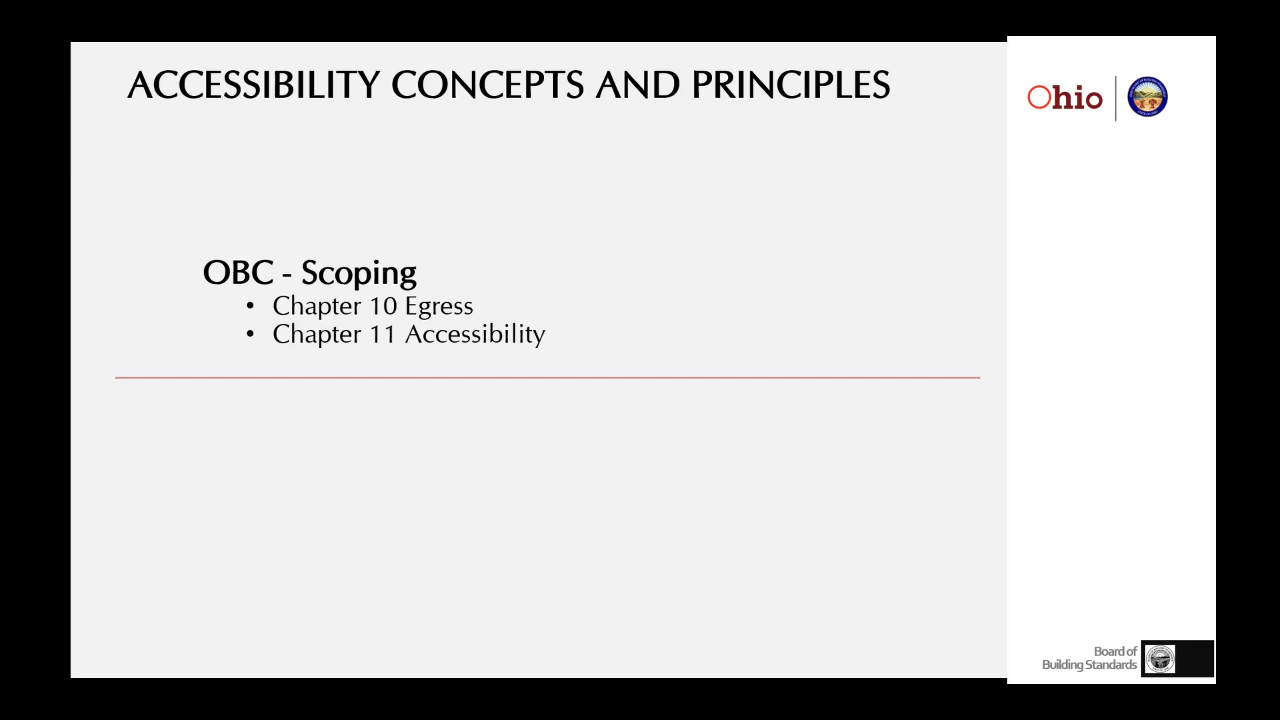 ACCESSIBILITY CONCEPTS AND PRINCIPLES
Ohio
OBC - Scoping
• Chapter 10 Egress
• Chapter 11 Accessibility
Board of
Building Standards